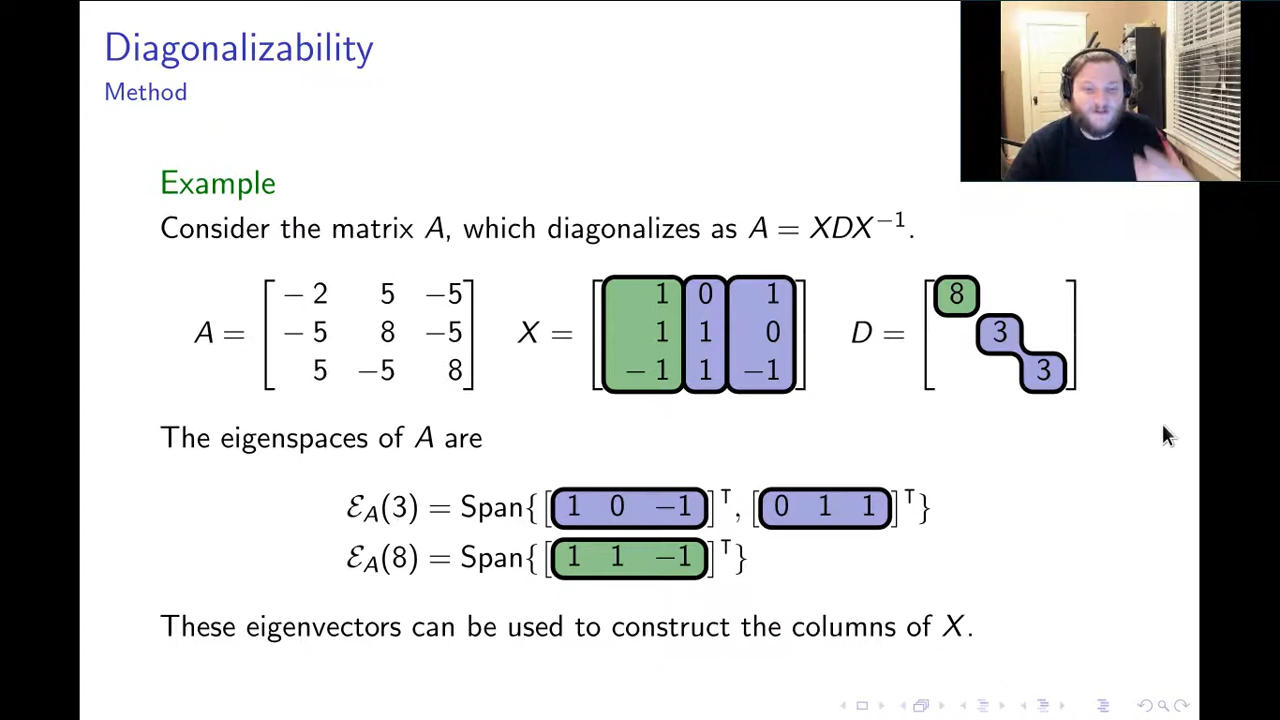 Diagonalizability
Method
Example
Consider the matrix A, which diagonalizes as A = XDX⁻¹.
A = [ −2 5 −5 ; −5 8 −5 ; 5 −5 8 ] X = [ 1 0 1 ; 1 1 0 ; −1 1 −1 ] D = [ 8 ; 3 ; 3 ]
The eigenspaces of A are
ℰ_A(3) = Span{[1 0 −1]ᵀ, [0 1 1]ᵀ}
ℰ_A(8) = Span{[1 1 −1]ᵀ}
These eigenvectors can be used to construct the columns of X.